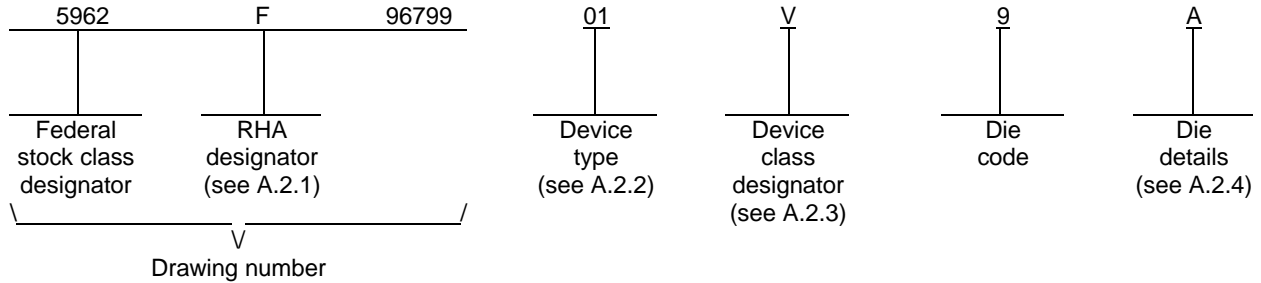 5962 F 96799 01 V 9 A
Federal stock class designator
RHA designator (see A.2.1)
Device type (see A.2.2)
Device class designator (see A.2.3)
Die code
Die details (see A.2.4)
Drawing number